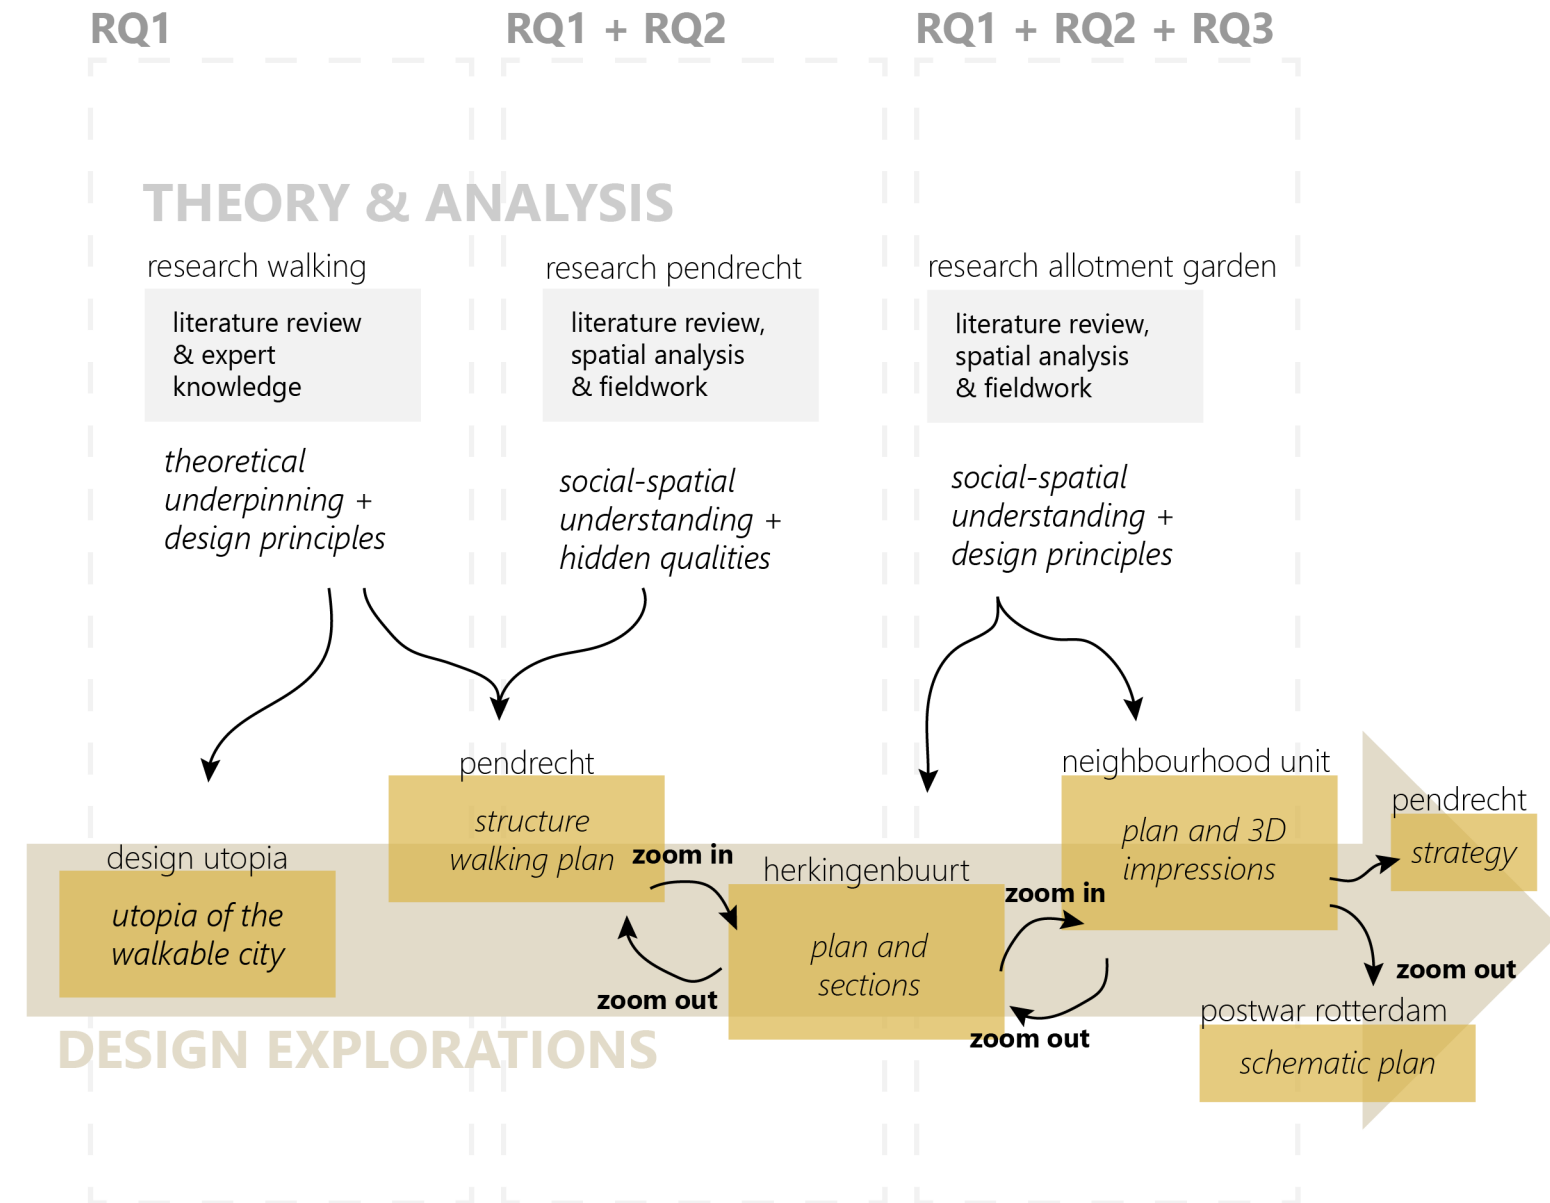 RQ1
RQ1 + RQ2
RQ1 + RQ2 + RQ3
THEORY & ANALYSIS
research walking
literature review
& expert
knowledge
theoretical
underpinning +
design principles
research pendrecht
literature review,
spatial analysis
& fieldwork
social-spatial
understanding +
hidden qualities
research allotment garden
literature review,
spatial analysis
& fieldwork
social-spatial
understanding +
design principles
design utopia
utopia of the
walkable city
pendrecht
structure
walking plan
zoom in
zoom out
herkingenbuurt
plan and
sections
zoom in
zoom out
neighbourhood unit
plan and 3D
impressions
pendrecht
strategy
zoom out
postwar rotterdam
schematic plan
DESIGN EXPLORATIONS